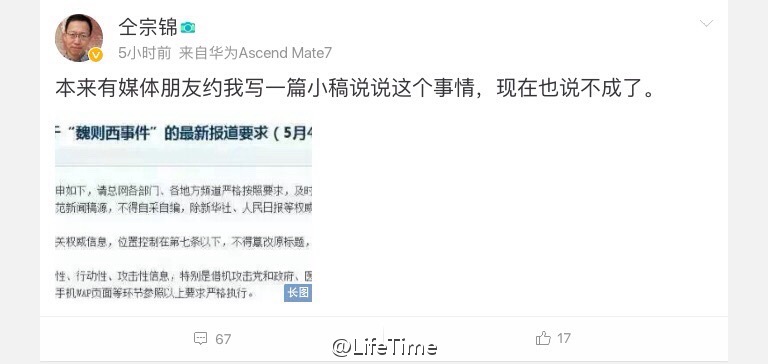 仝宗锦
5小时前 来自华为Ascend Mate7
本来有媒体朋友约我写一篇小稿说说这个事情，现在也说不成了。
“魏则西事件”的最新报道要求（5月4
申如下，请总网各部门、各地方频道严格按照要求，及时
范新闻稿源，不得自采自编，除新华社、人民日报等权威
关权威信息，位置控制在第七条以下，不得篡改原标题，
性、行动性、攻击性信息，特别是借机攻击党和政府、医
手机WAP页面等环节参照以上要求严格执行。
长图
67
17
@LifeTime